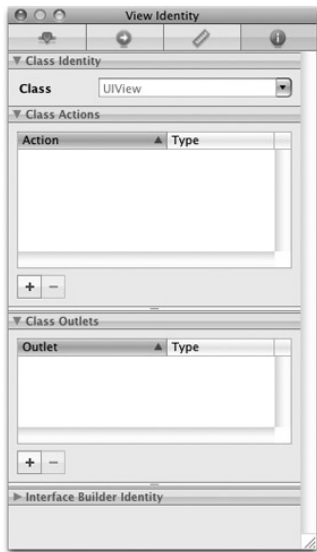 View Identity
Class Identity
Class UIView
Class Actions
Action Type
+ −
Class Outlets
Outlet Type
+ −
Interface Builder Identity